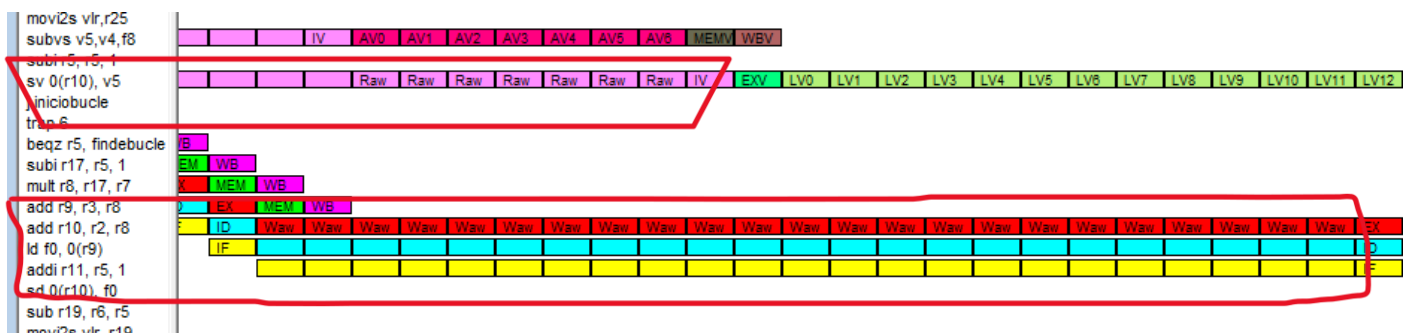 movi2s vlr,r25
subvs v5,v4,f8 IV AV0 AV1 AV2 AV3 AV4 AV5 AV6 MEMV WBV
subi r5, r5, 1
sv 0(r10), v5 Raw Raw Raw Raw Raw Raw Raw IV EXV LV0 LV1 LV2 LV3 LV4 LV5 LV6 LV7 LV8 LV9 LV10 LV11 LV12
j iniciobucle
trap 6
beqz r5, findebucle
subi r17, r5, 1 EM WB
mult r8, r17, r7 MEM WB
add r9, r3, r8 EX MEM WB
add r10, r2, r8 ID Waw Waw Waw Waw Waw Waw Waw Waw Waw Waw Waw Waw Waw Waw Waw Waw Waw Waw Waw Waw Waw Waw Waw EX
ld f0, 0(r9) IF ID
addi r11, r5, 1 IF
sd 0(r10), f0
sub r19, r6, r5
movi2s vlr, r19